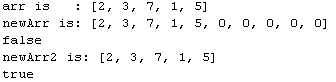 arr is   : [2, 3, 7, 1, 5]
newArr is: [2, 3, 7, 1, 5, 0, 0, 0, 0, 0]
false
newArr2 is: [2, 3, 7, 1, 5]
true